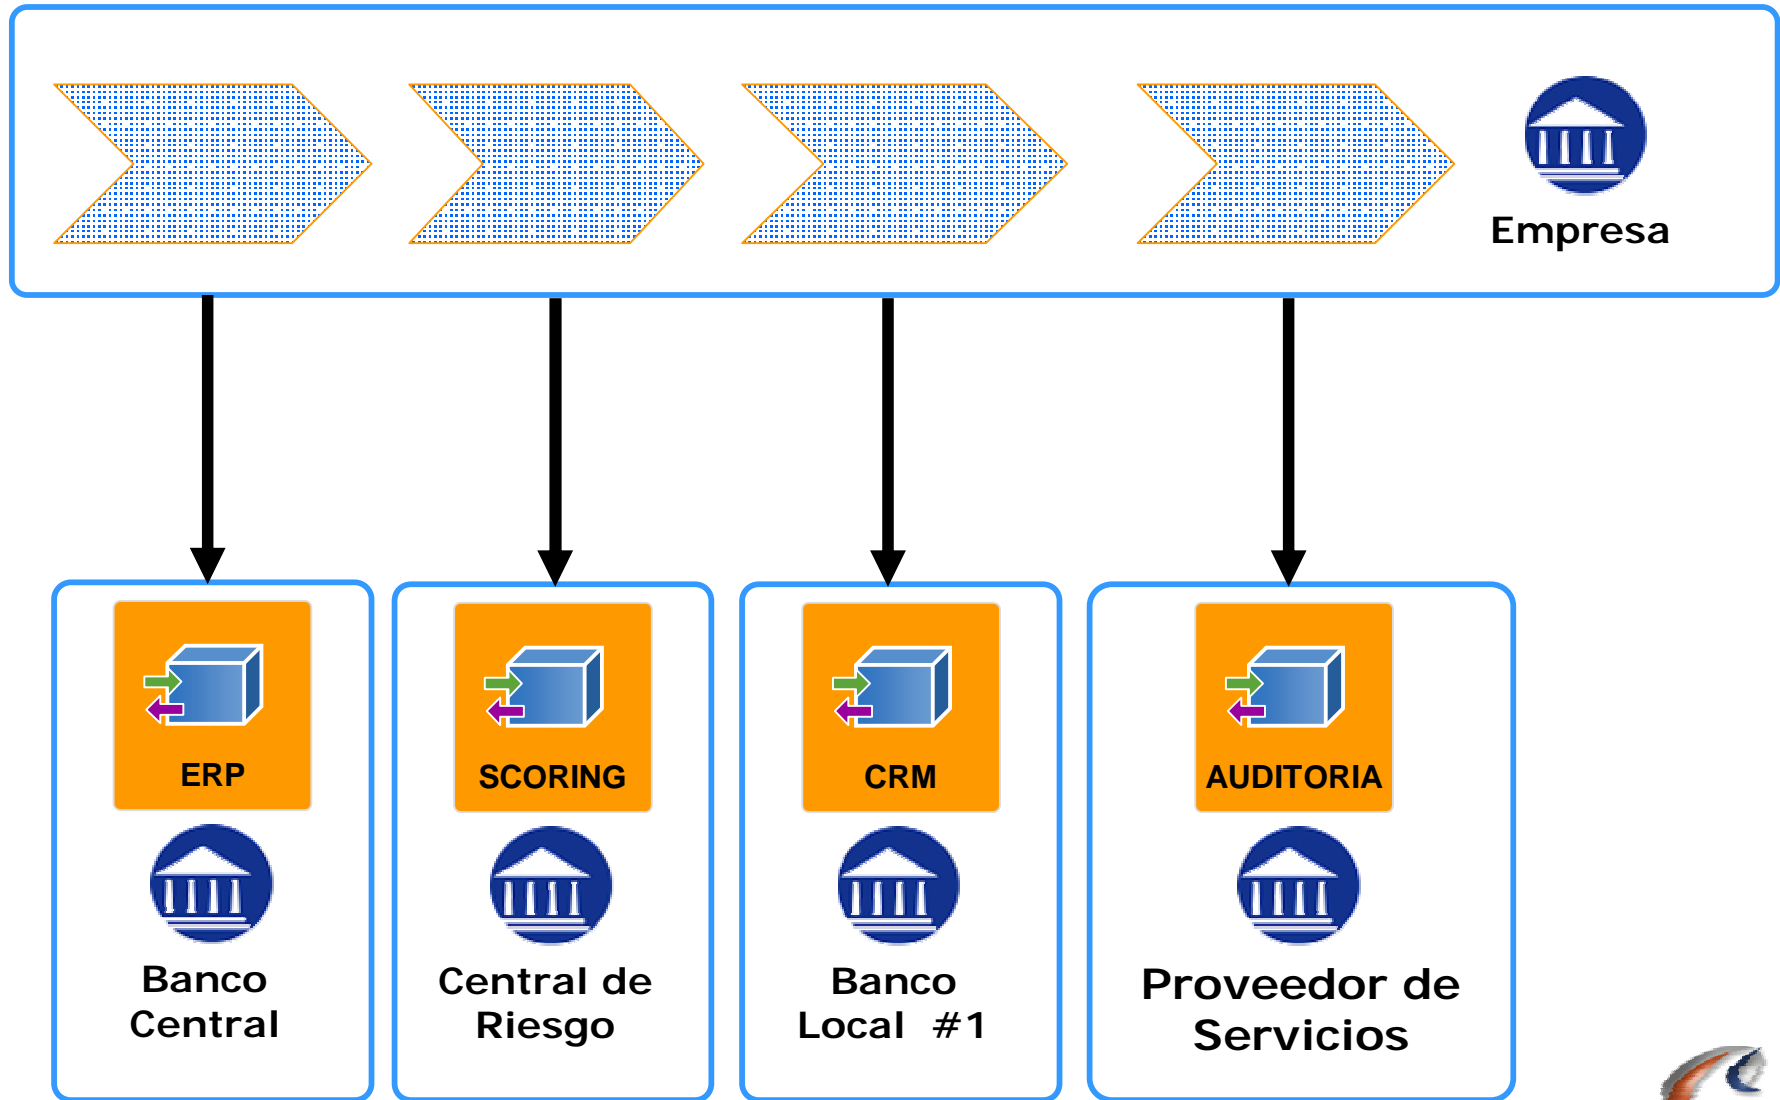 Empresa
ERP
SCORING
CRM
AUDITORIA
Banco
Central
Central de
Riesgo
Banco
Local #1
Proveedor de
Servicios